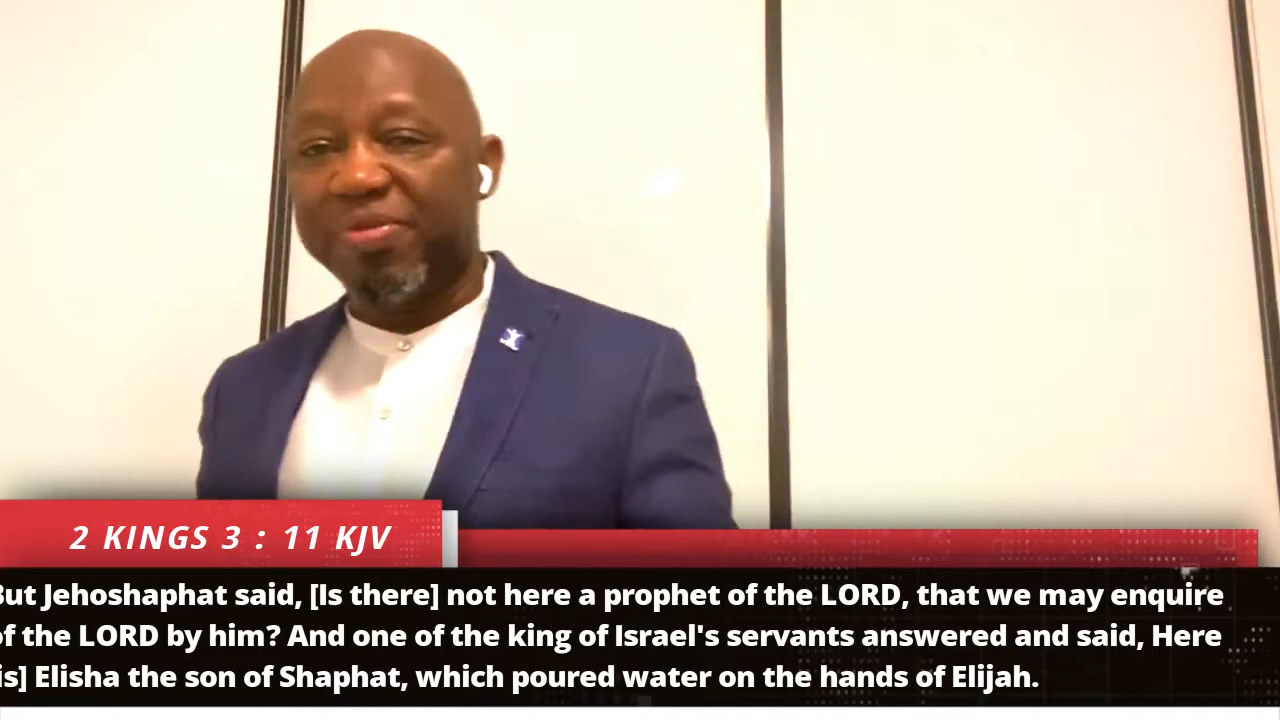 2 KINGS 3 : 11 KJV
But Jehoshaphat said, [Is there] not here a prophet of the LORD, that we may enquire
of the LORD by him? And one of the king of Israel's servants answered and said, Here
is] Elisha the son of Shaphat, which poured water on the hands of Elijah.